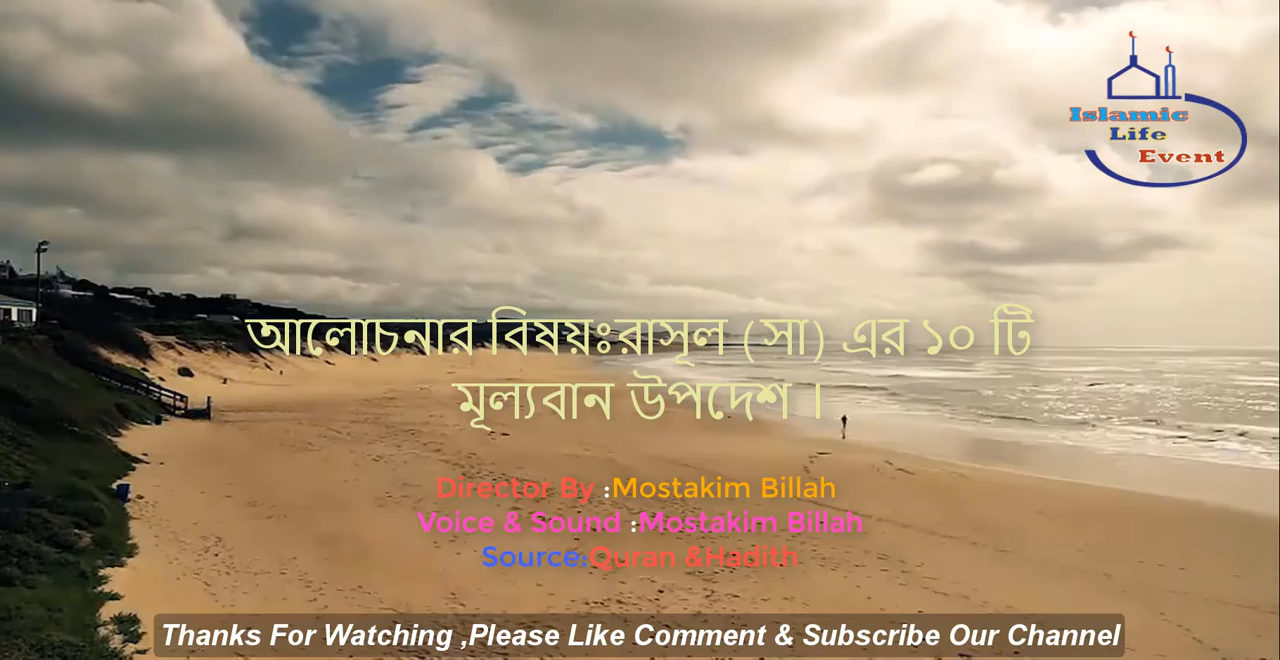 Islamic
Life
Event
আলোচনার বিষয়ঃরাসূল (সা) এর ১০ টি
মূল্যবান উপদেশ ।
Director By :Mostakim Billah
Voice & Sound :Mostakim Billah
Source:Quran &Hadith
Thanks For Watching ,Please Like Comment & Subscribe Our Channel